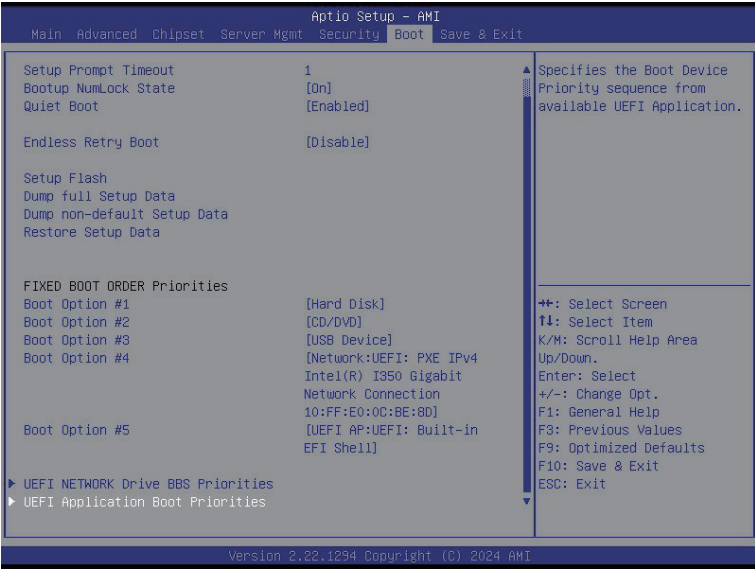 Aptio Setup – AMI
Main Advanced Chipset Server Mgmt Security Boot Save & Exit
Setup Prompt Timeout 1
Bootup NumLock State [On]
Quiet Boot [Enabled]
Endless Retry Boot [Disable]
Setup Flash
Dump full Setup Data
Dump non-default Setup Data
Restore Setup Data
FIXED BOOT ORDER Priorities
Boot Option #1 [Hard Disk]
Boot Option #2 [CD/DVD]
Boot Option #3 [USB Device]
Boot Option #4 [Network:UEFI: PXE IPv4
Intel(R) I350 Gigabit
Network Connection
10:FF:E0:0C:BE:8D]
Boot Option #5 [UEFI AP:UEFI: Built-in
EFI Shell]
▶ UEFI NETWORK Drive BBS Priorities
▶ UEFI Application Boot Priorities
Specifies the Boot Device
Priority sequence from
available UEFI Application.
→←: Select Screen
↑↓: Select Item
K/M: Scroll Help Area
Up/Down.
Enter: Select
+/-: Change Opt.
F1: General Help
F3: Previous Values
F9: Optimized Defaults
F10: Save & Exit
ESC: Exit
Version 2.22.1294 Copyright (C) 2024 AMI